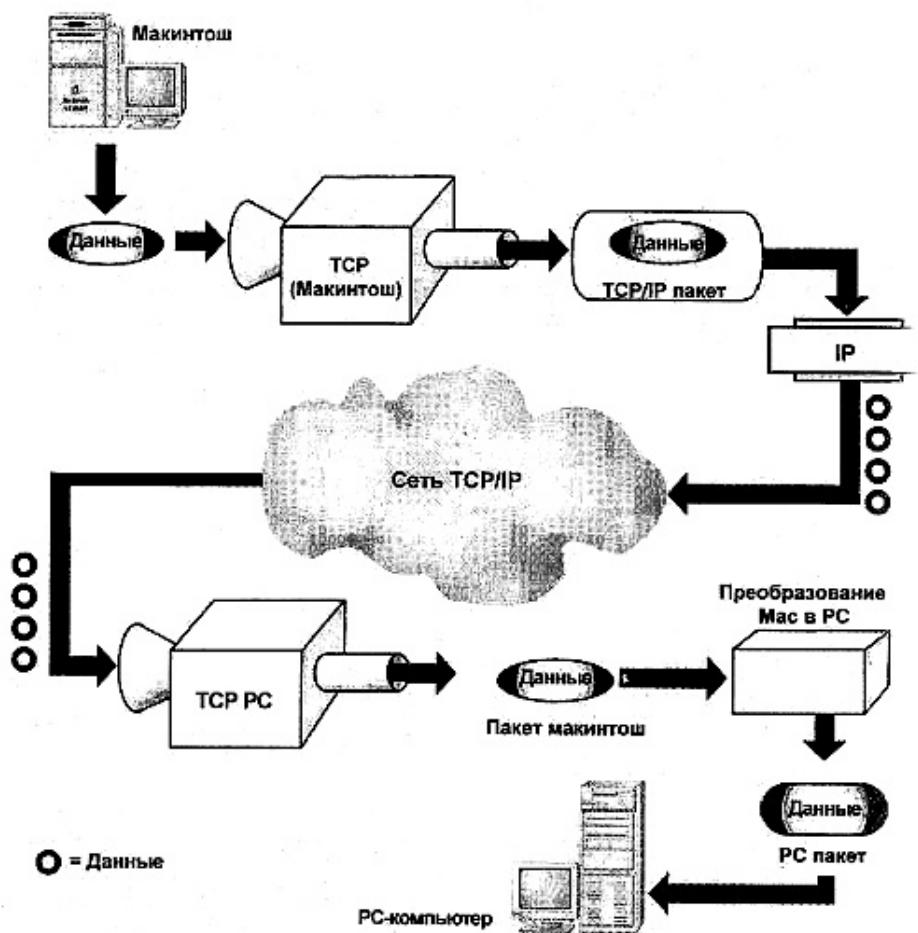 Макинтош
Данные
TCP
(Макинтош)
Данные
TCP/IP пакет
IP
Сеть TCP/IP
Преобразование
Mac в PC
TCP PC
Данные
Пакет макинтош
Данные
PC пакет
= Данные
PC-компьютер